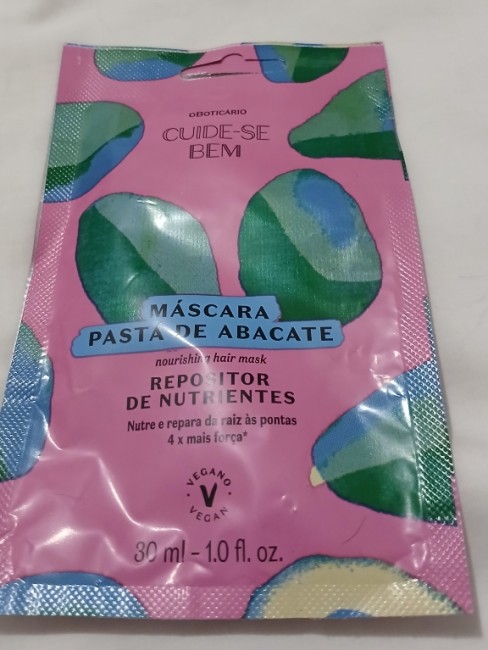 oBOTICÁRIO
CUIDE-SE
BEM
MÁSCARA
PASTA DE ABACATE
nourishing hair mask
REPOSITOR
DE NUTRIENTES
Nutre e repara da raiz às pontas
4 x mais força*
VEGANO
V
VEGAN
30 ml - 1.0 fl. oz.